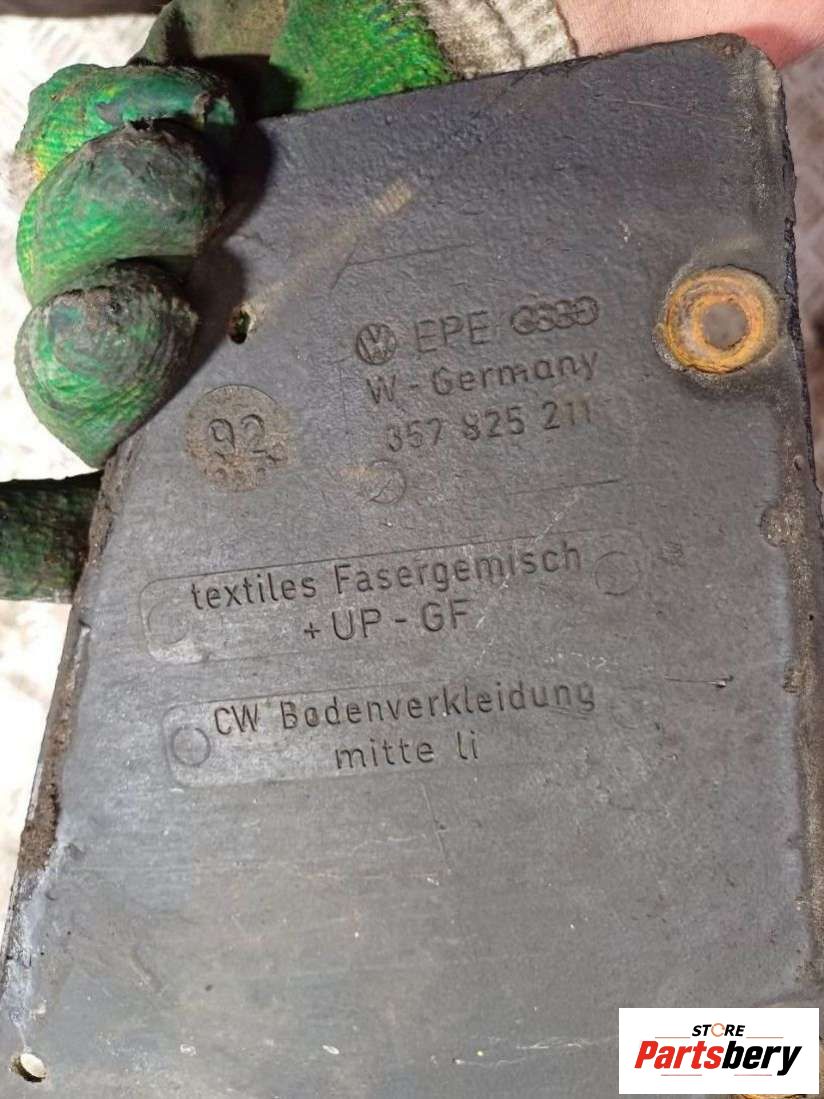 EPE
W-Germany
357 825 211
92
textiles Fasergemisch
+UP-GF
CW Bodenverkleidung
mitte li
STORE
Partsbery